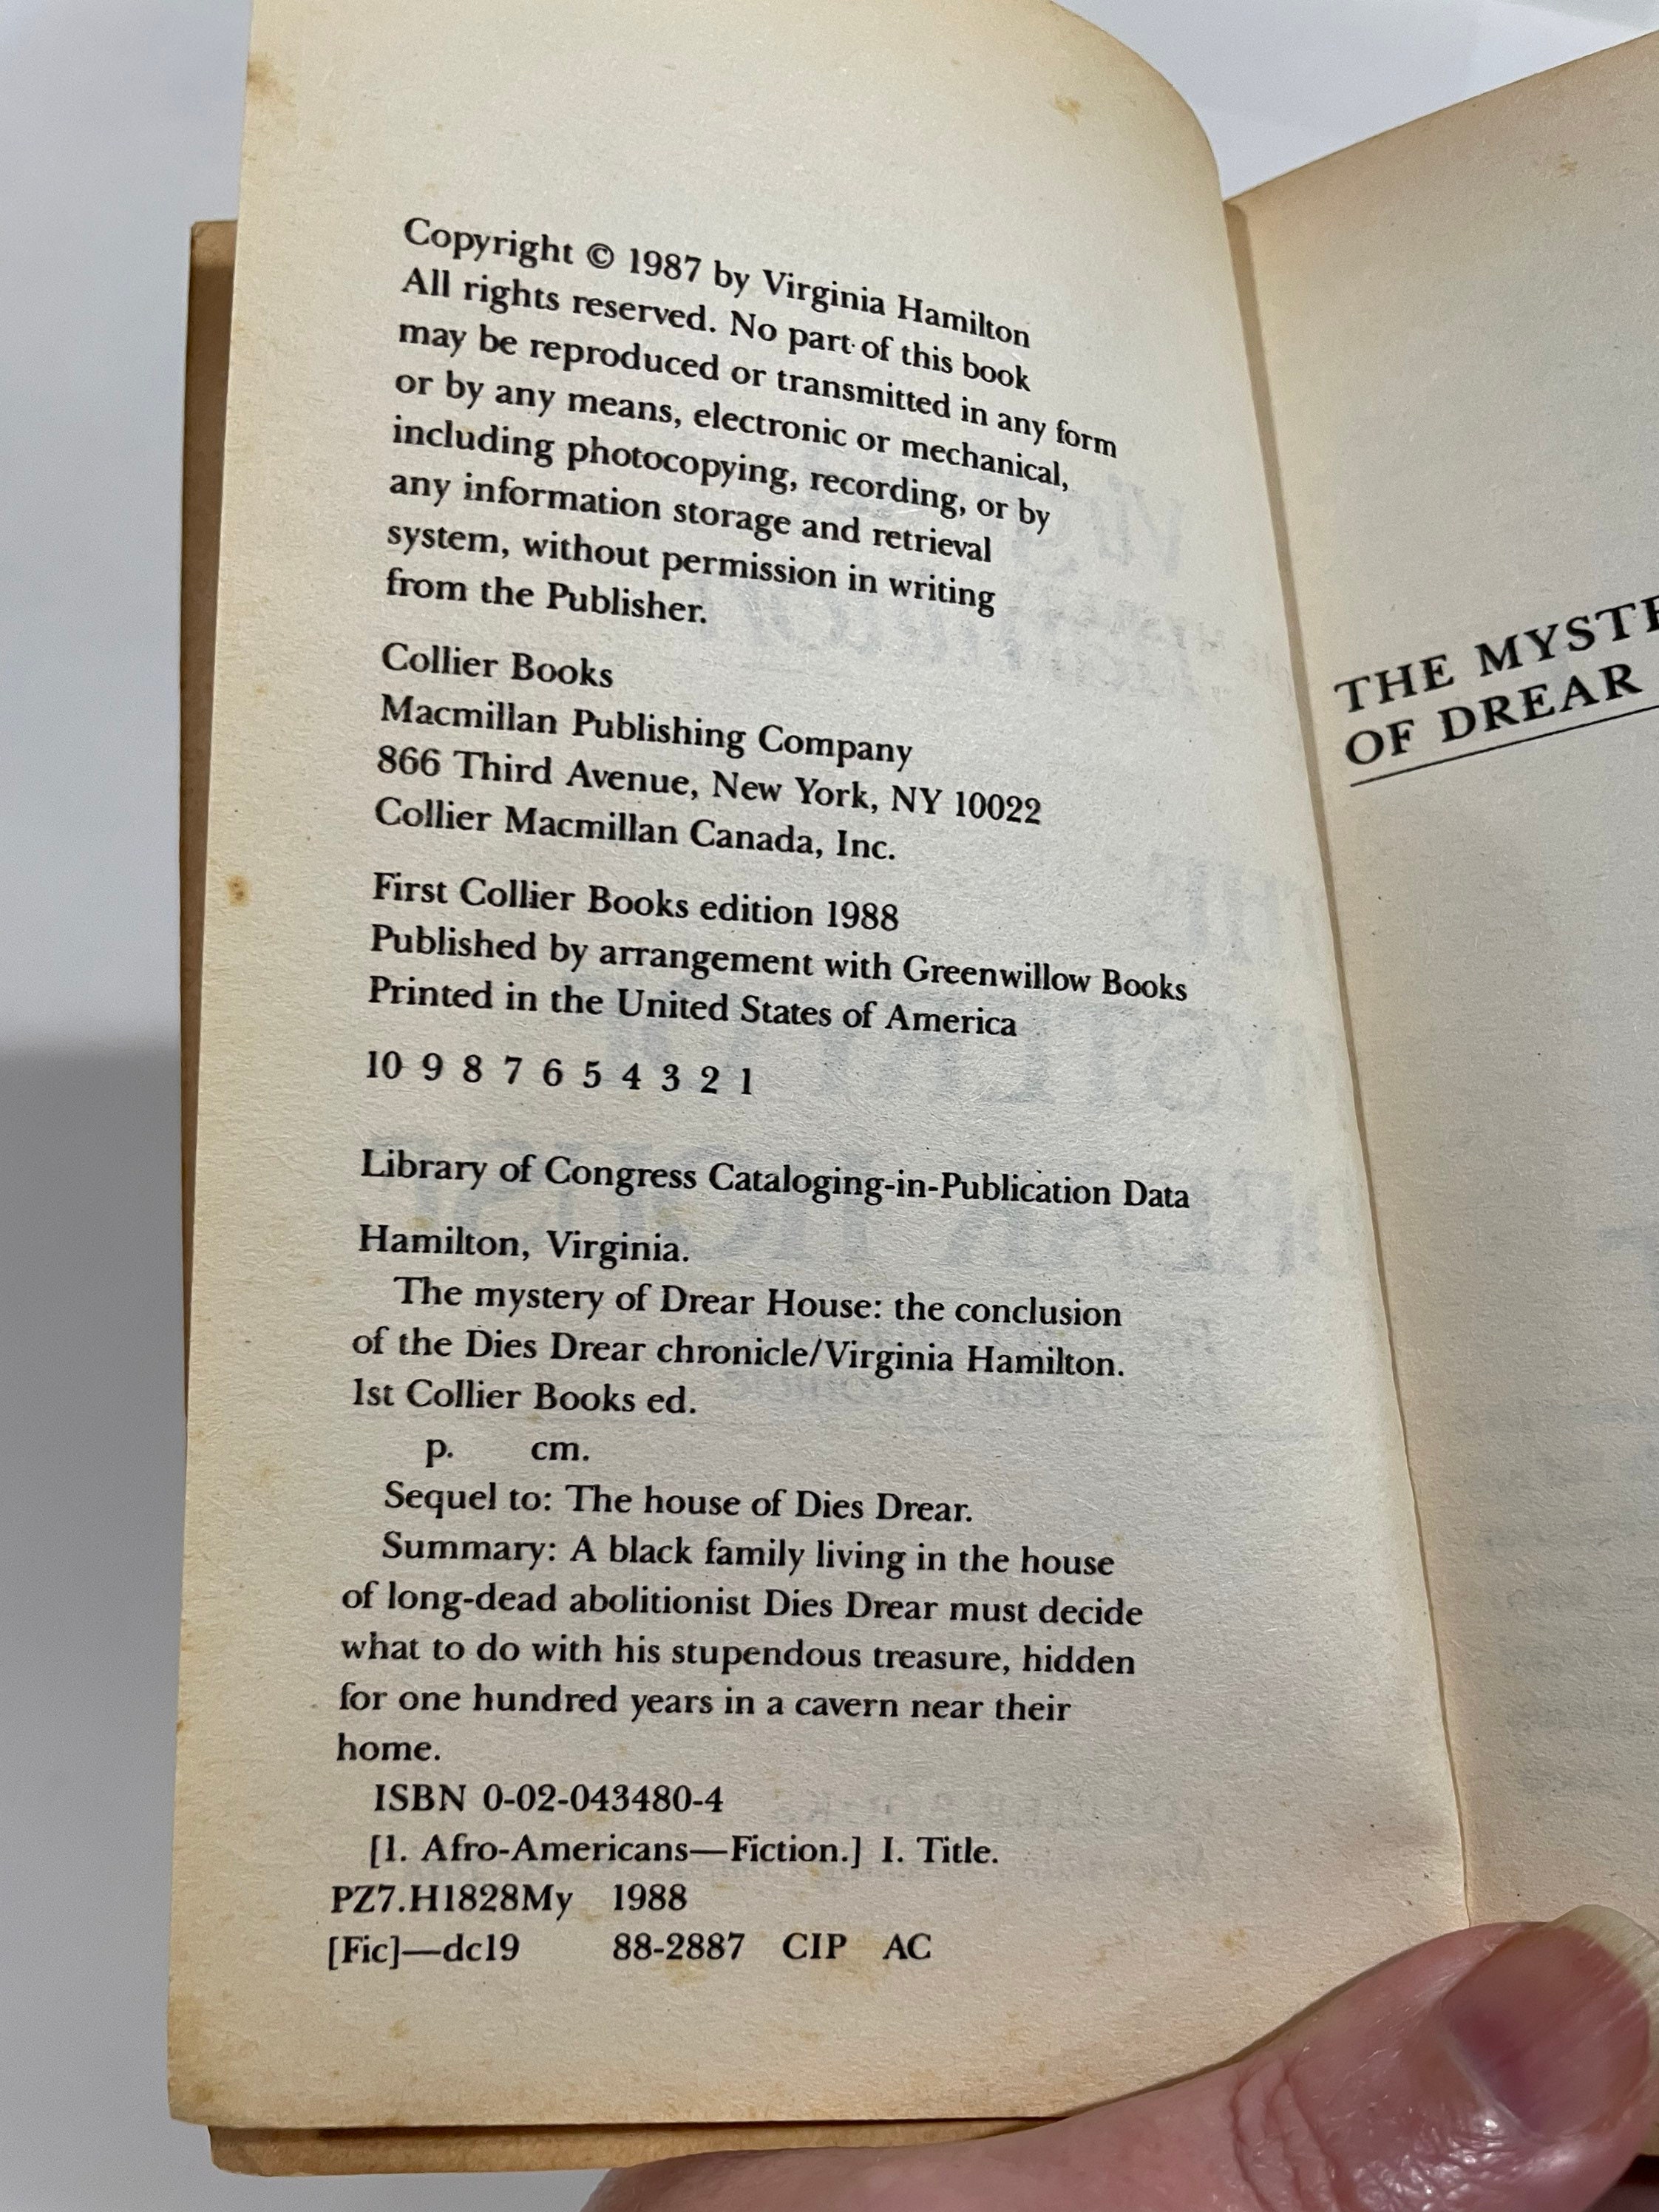 Copyright © 1987 by Virginia Hamilton
All rights reserved. No part of this book
may be reproduced or transmitted in any form
or by any means, electronic or mechanical,
including photocopying, recording, or by
any information storage and retrieval
system, without permission in writing
from the Publisher.
Collier Books
Macmillan Publishing Company
866 Third Avenue, New York, NY 10022
Collier Macmillan Canada, Inc.
First Collier Books edition 1988
Published by arrangement with Greenwillow Books
Printed in the United States of America
10 9 8 7 6 5 4 3 2 1
Library of Congress Cataloging-in-Publication Data
Hamilton, Virginia.
The mystery of Drear House: the conclusion
of the Dies Drear chronicle/Virginia Hamilton.
1st Collier Books ed.
p. cm.
Sequel to: The house of Dies Drear.
Summary: A black family living in the house
of long-dead abolitionist Dies Drear must decide
what to do with his stupendous treasure, hidden
for one hundred years in a cavern near their
home.
ISBN 0-02-043480-4
[1. Afro-Americans—Fiction.] I. Title.
PZ7.H1828My 1988
[Fic]—dc19 88-2887 CIP AC
THE MYSTE
OF DREAR